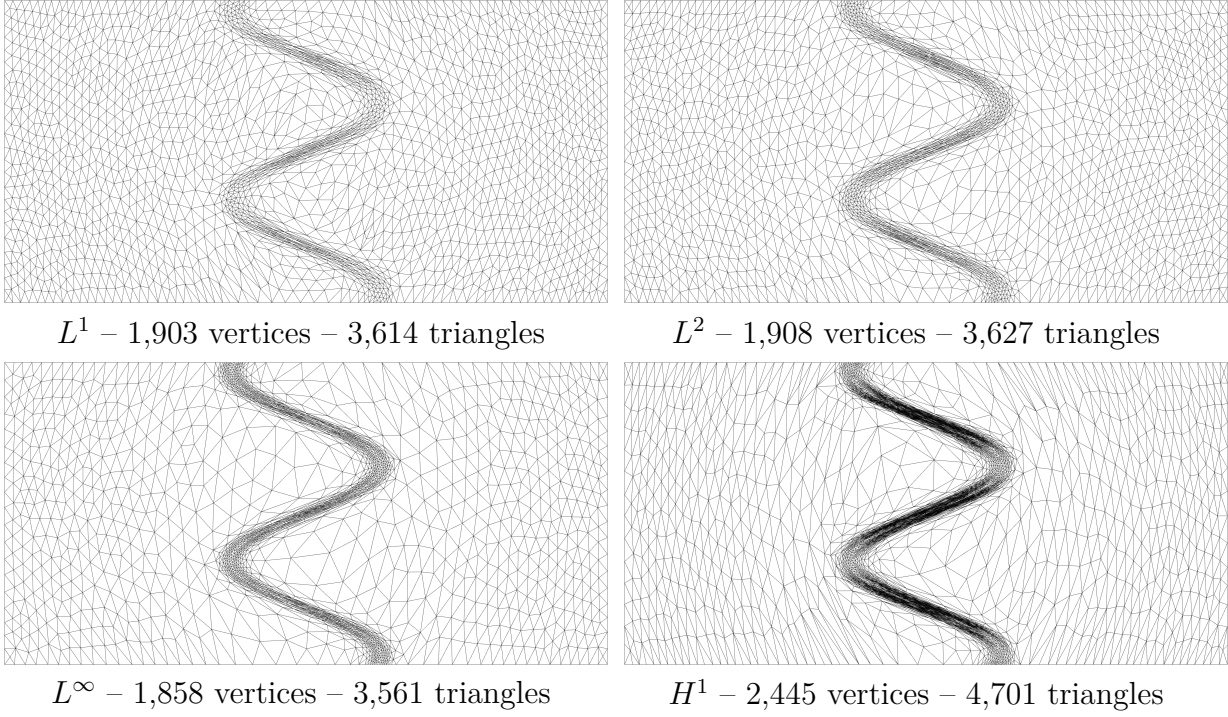 L¹ – 1,903 vertices – 3,614 triangles
L² – 1,908 vertices – 3,627 triangles
L∞ – 1,858 vertices – 3,561 triangles
H¹ – 2,445 vertices – 4,701 triangles